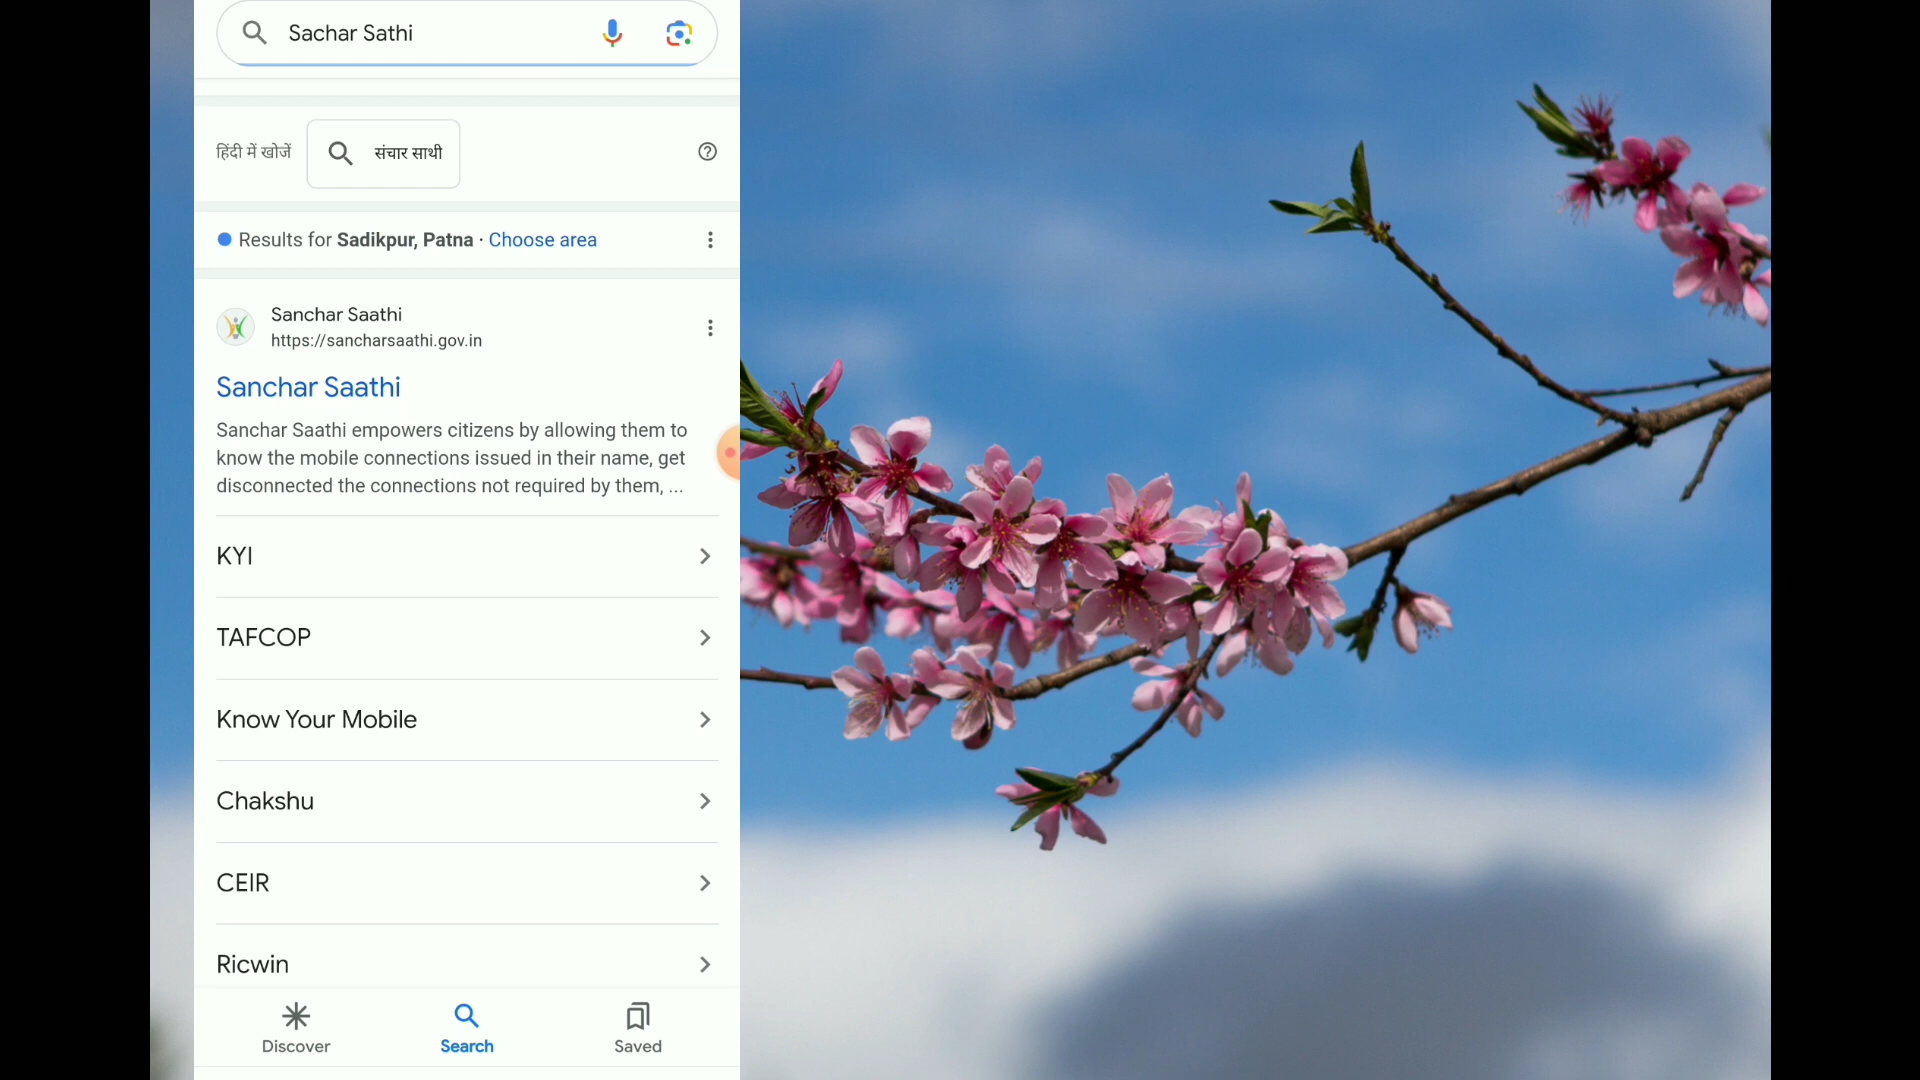 Sachar Sathi
हिंदी में खोजें
संचार साथी
Results for Sadikpur, Patna · Choose area
Sanchar Saathi
https://sancharsaathi.gov.in
Sanchar Saathi
Sanchar Saathi empowers citizens by allowing them to
know the mobile connections issued in their name, get
disconnected the connections not required by them, ...
KYI
TAFCOP
Know Your Mobile
Chakshu
CEIR
Ricwin
Discover
Search
Saved